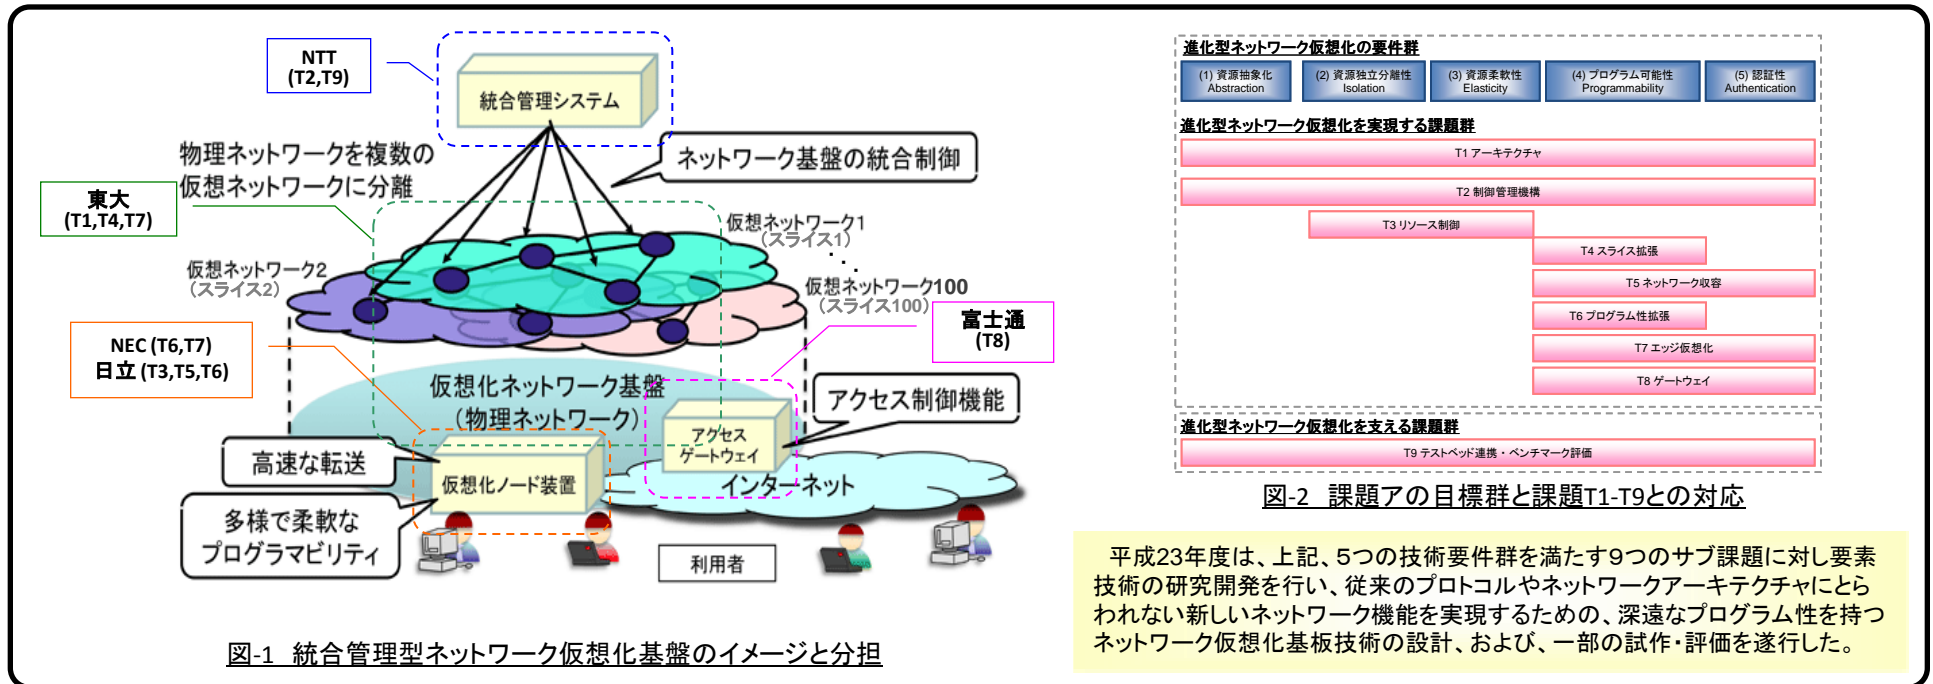 NTT
(T2,T9)
統合管理システム
物理ネットワークを複数の
仮想ネットワークに分離
ネットワーク基盤の統合制御
東大
(T1,T4,T7)
仮想ネットワーク1
(スライス1)
仮想ネットワーク2
(スライス2)
仮想ネットワーク100
(スライス100)
富士通
(T8)
NEC (T6,T7)
日立 (T3,T5,T6)
仮想化ネットワーク基盤
(物理ネットワーク)
アクセス制御機能
アクセス
ゲートウェイ
高速な転送
仮想化ノード装置
インターネット
多様で柔軟な
プログラマビリティ
利用者
図-1 統合管理型ネットワーク仮想化基盤のイメージと分担
進化型ネットワーク仮想化の要件群
(1) 資源抽象化
Abstraction
(2) 資源独立分離性
Isolation
(3) 資源柔軟性
Elasticity
(4) プログラム可能性
Programmability
(5) 認証性
Authentication
進化型ネットワーク仮想化を実現する課題群
T1 アーキテクチャ
T2 制御管理機構
T3 リソース制御
T4 スライス拡張
T5 ネットワーク収容
T6 プログラム性拡張
T7 エッジ仮想化
T8 ゲートウェイ
進化型ネットワーク仮想化を支える課題群
T9 テストベッド連携・ベンチマーク評価
図-2 課題アの目標群と課題T1-T9との対応
平成23年度は、上記、5つの技術要件群を満たす9つのサブ課題に対し要素
技術の研究開発を行い、従来のプロトコルやネットワークアーキテクチャにとら
われない新しいネットワーク機能を実現するための、深遠なプログラム性を持つ
ネットワーク仮想化基板技術の設計、および、一部の試作・評価を遂行した。